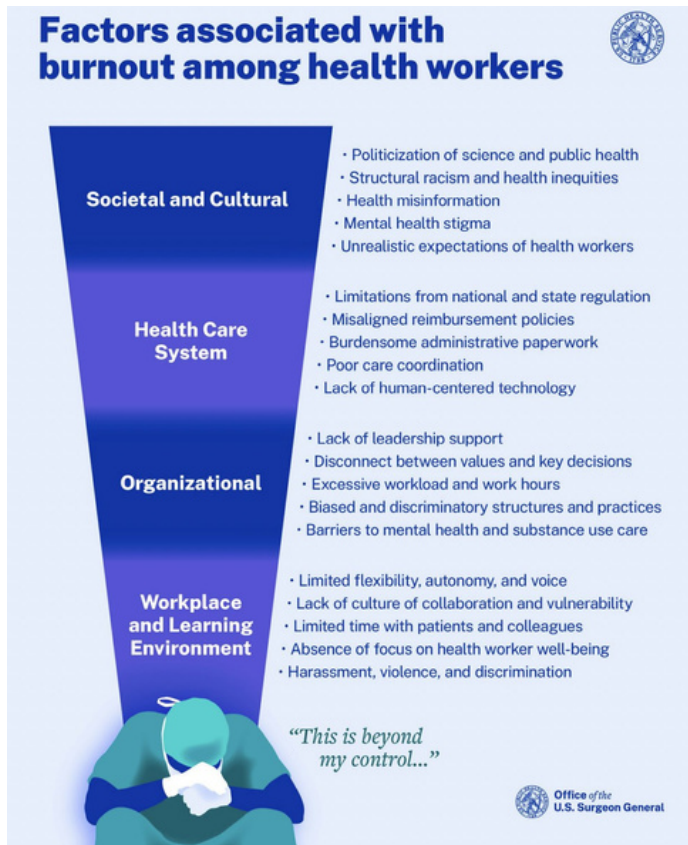 Factors associated with
burnout among health workers
Societal and Cultural
· Politicization of science and public health
· Structural racism and health inequities
· Health misinformation
· Mental health stigma
· Unrealistic expectations of health workers
Health Care
System
· Limitations from national and state regulation
· Misaligned reimbursement policies
· Burdensome administrative paperwork
· Poor care coordination
· Lack of human-centered technology
Organizational
· Lack of leadership support
· Disconnect between values and key decisions
· Excessive workload and work hours
· Biased and discriminatory structures and practices
· Barriers to mental health and substance use care
Workplace
and Learning
Environment
· Limited flexibility, autonomy, and voice
· Lack of culture of collaboration and vulnerability
· Limited time with patients and colleagues
· Absence of focus on health worker well-being
· Harassment, violence, and discrimination
“This is beyond
my control...”
Office of the
U.S. Surgeon General